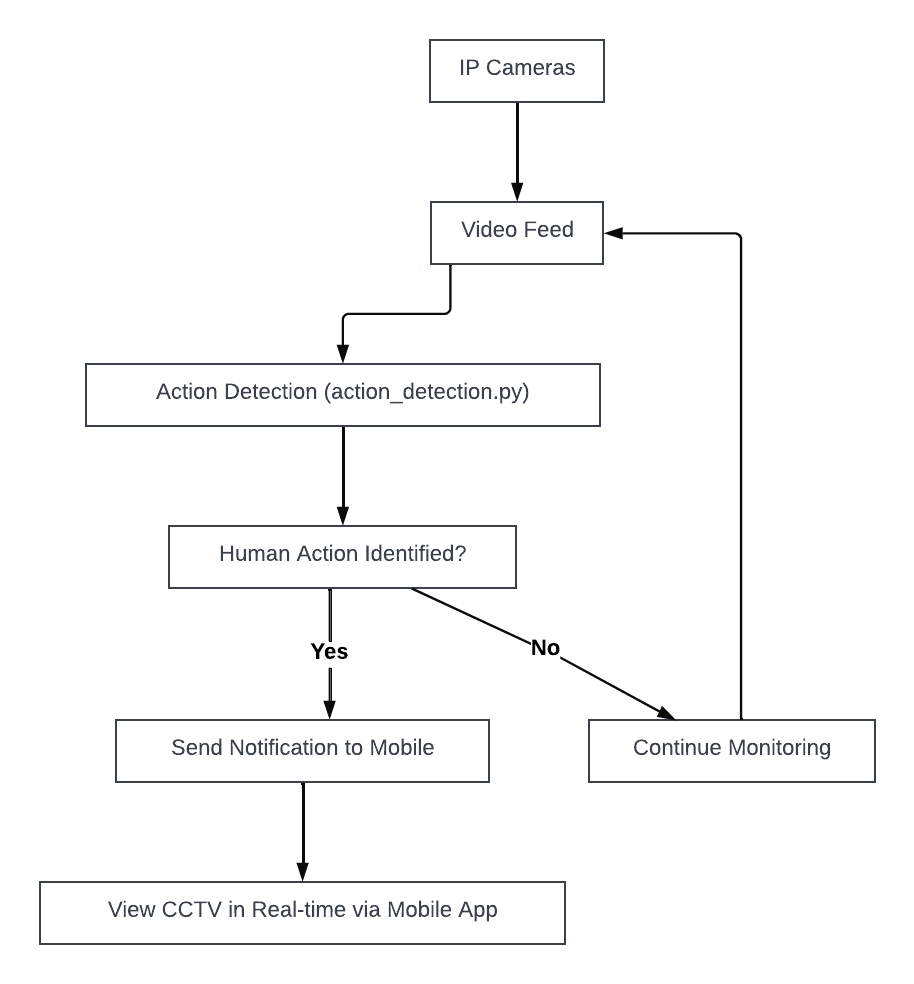 IP Cameras
Video Feed
Action Detection (action_detection.py)
Human Action Identified?
Yes
No
Send Notification to Mobile
Continue Monitoring
View CCTV in Real-time via Mobile App